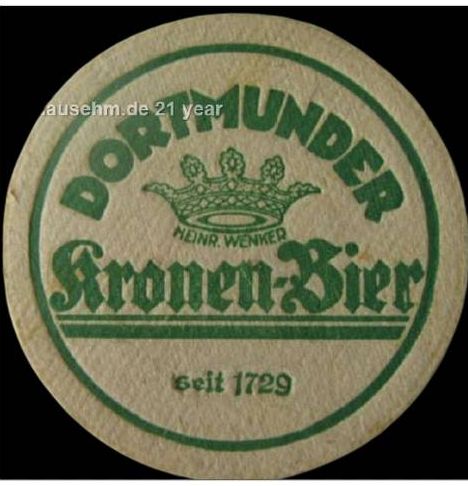 .ausehm.de 21 year
DORTMUNDER
HEINR. WENKER
Kronen-Bier
seit 1729